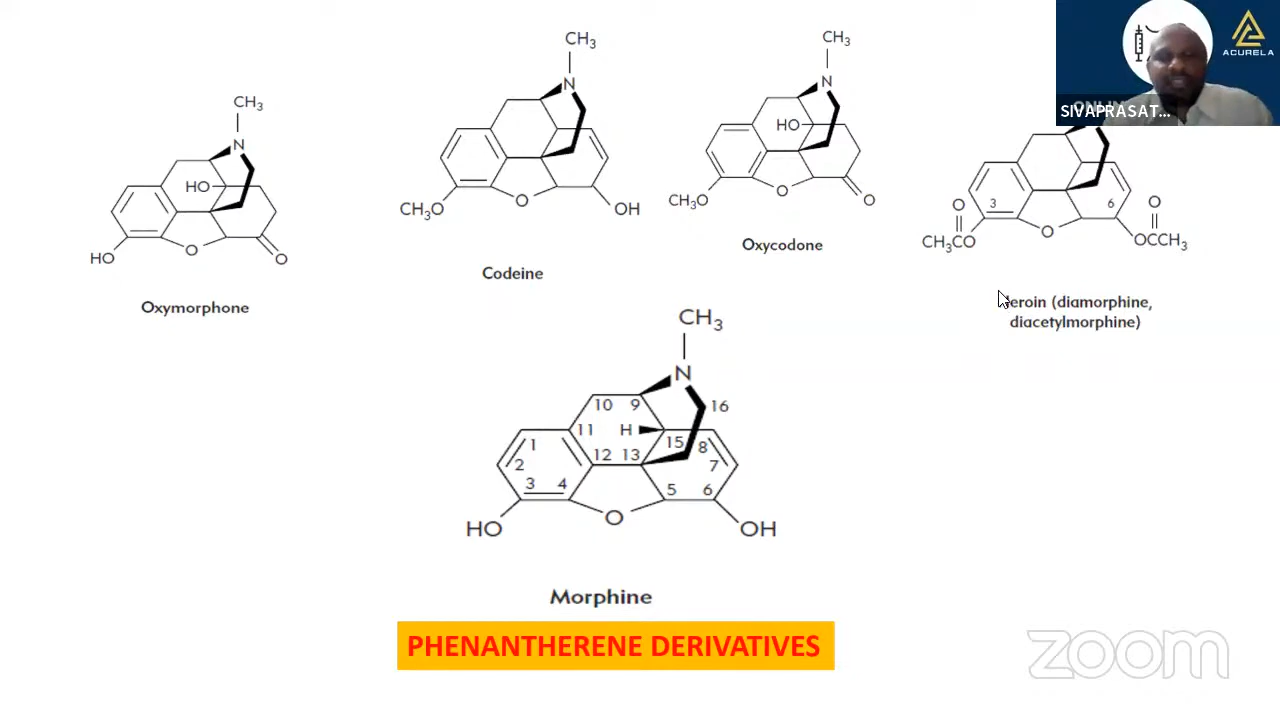 ACURELA
SIVAPRASAT...
CH₃
N
HO
HO
O
O
Oxymorphone
CH₃
N
CH₃O
O
OH
Codeine
CH₃
N
HO
CH₃O
O
O
Oxycodone
O
3
6
O
CH₃CO
O
OCCH₃
eroin (diamorphine,
diacetylmorphine)
CH₃
N
10
9
16
11
H
15
8
1
12
13
2
7
3
4
5
6
HO
O
OH
Morphine
PHENANTHERENE DERIVATIVES
zoom